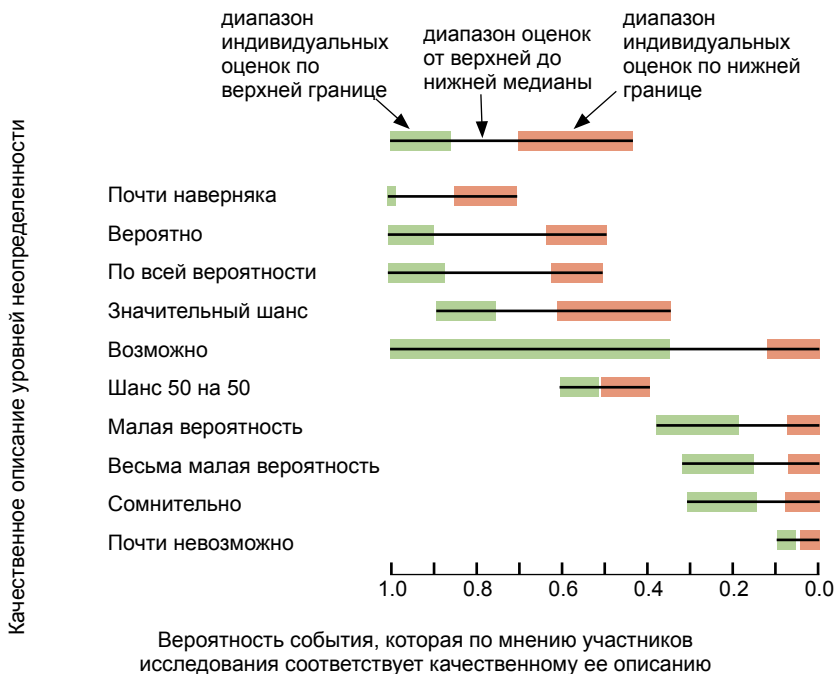 диапазон
индивидуальных
оценок по
верхней границе
диапазон оценок
от верхней до
нижней медианы
диапазон
индивидуальных
оценок по нижней
границе
Качественное описание уровней неопределенности
Почти наверняка
Вероятно
По всей вероятности
Значительный шанс
Возможно
Шанс 50 на 50
Малая вероятность
Весьма малая вероятность
Сомнительно
Почти невозможно
1.0 0.8 0.6 0.4 0.2 0.0
Вероятность события, которая по мнению участников
исследования соответствует качественному ее описанию